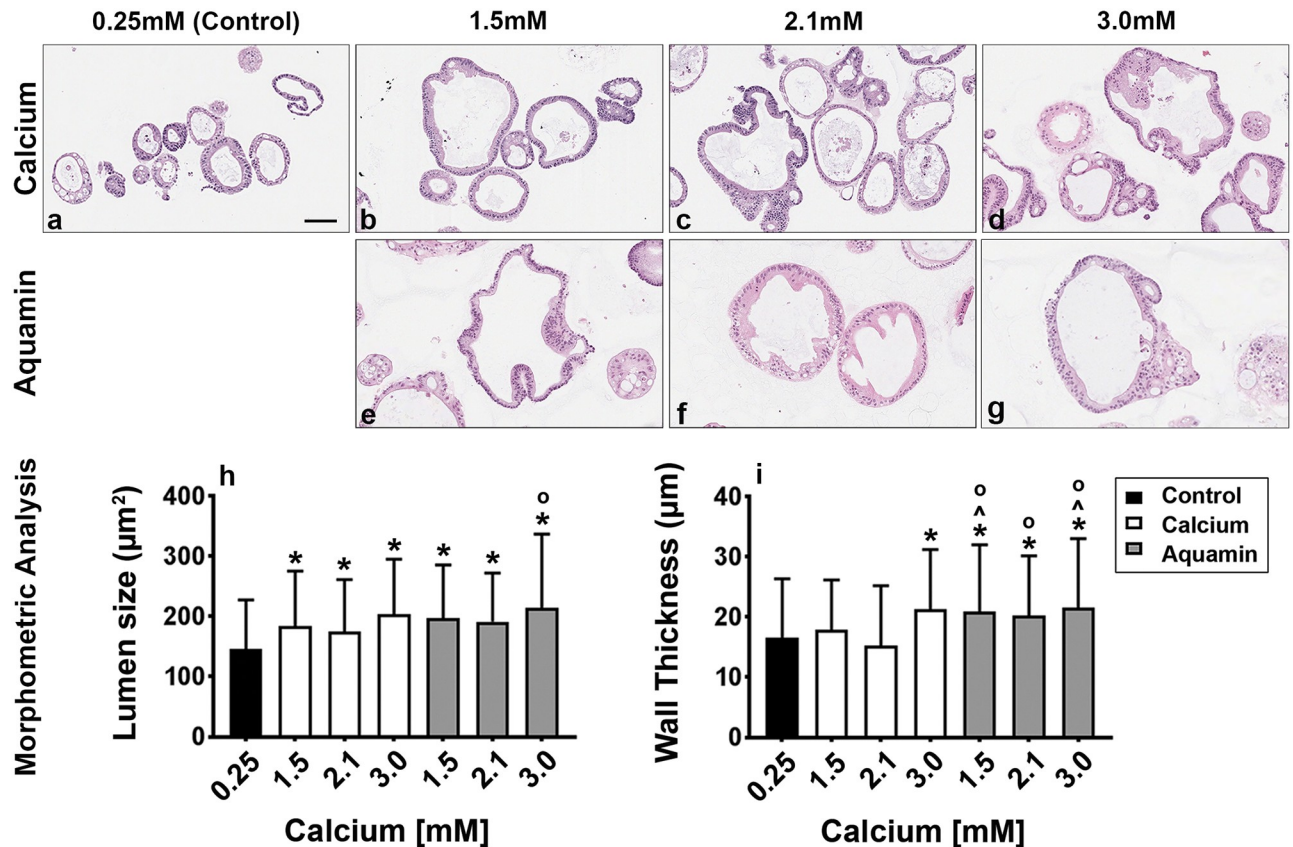 0.25mM (Control) 1.5mM 2.1mM 3.0mM
Calcium
a b c d
Aquamin
e f g
Morphometric Analysis
h
Lumen size (µm²)
400
300
200
100
0
* * * * * o *
0.25 1.5 2.1 3.0 1.5 2.1 3.0
Calcium [mM]
i
Wall Thickness (µm)
40
30
20
10
0
* o ^ * o * o ^ *
0.25 1.5 2.1 3.0 1.5 2.1 3.0
Calcium [mM]
Control
Calcium
Aquamin